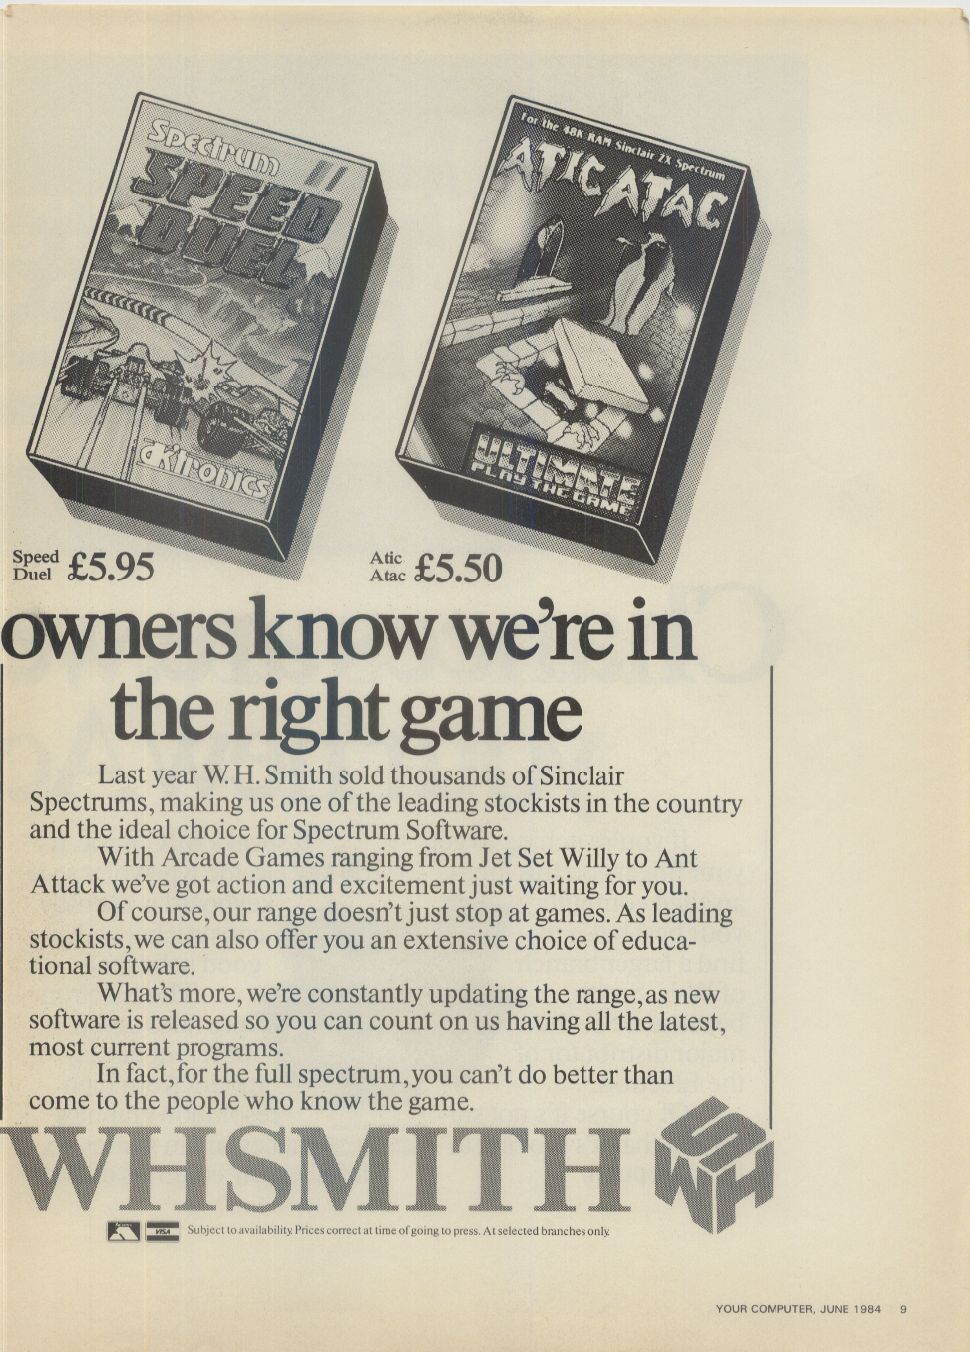 Spectrum
SPEED
DUEL
dK'tronics
For the 48K RAM Sinclair ZX Spectrum
ATIC ATAC
ULTIMATE
PLAY THE GAME
Speed
Duel £5.95
Atic
Atac £5.50
owners know we're in
the right game
Last year W.H. Smith sold thousands of Sinclair
Spectrums, making us one of the leading stockists in the country
and the ideal choice for Spectrum Software.
With Arcade Games ranging from Jet Set Willy to Ant
Attack we've got action and excitement just waiting for you.
Of course, our range doesn't just stop at games. As leading
stockists, we can also offer you an extensive choice of educa-
tional software.
What's more, we're constantly updating the range, as new
software is released so you can count on us having all the latest,
most current programs.
In fact, for the full spectrum, you can't do better than
come to the people who know the game.
WHSMITH
WHS
VISA
Subject to availability. Prices correct at time of going to press. At selected branches only.
YOUR COMPUTER, JUNE 1984 9